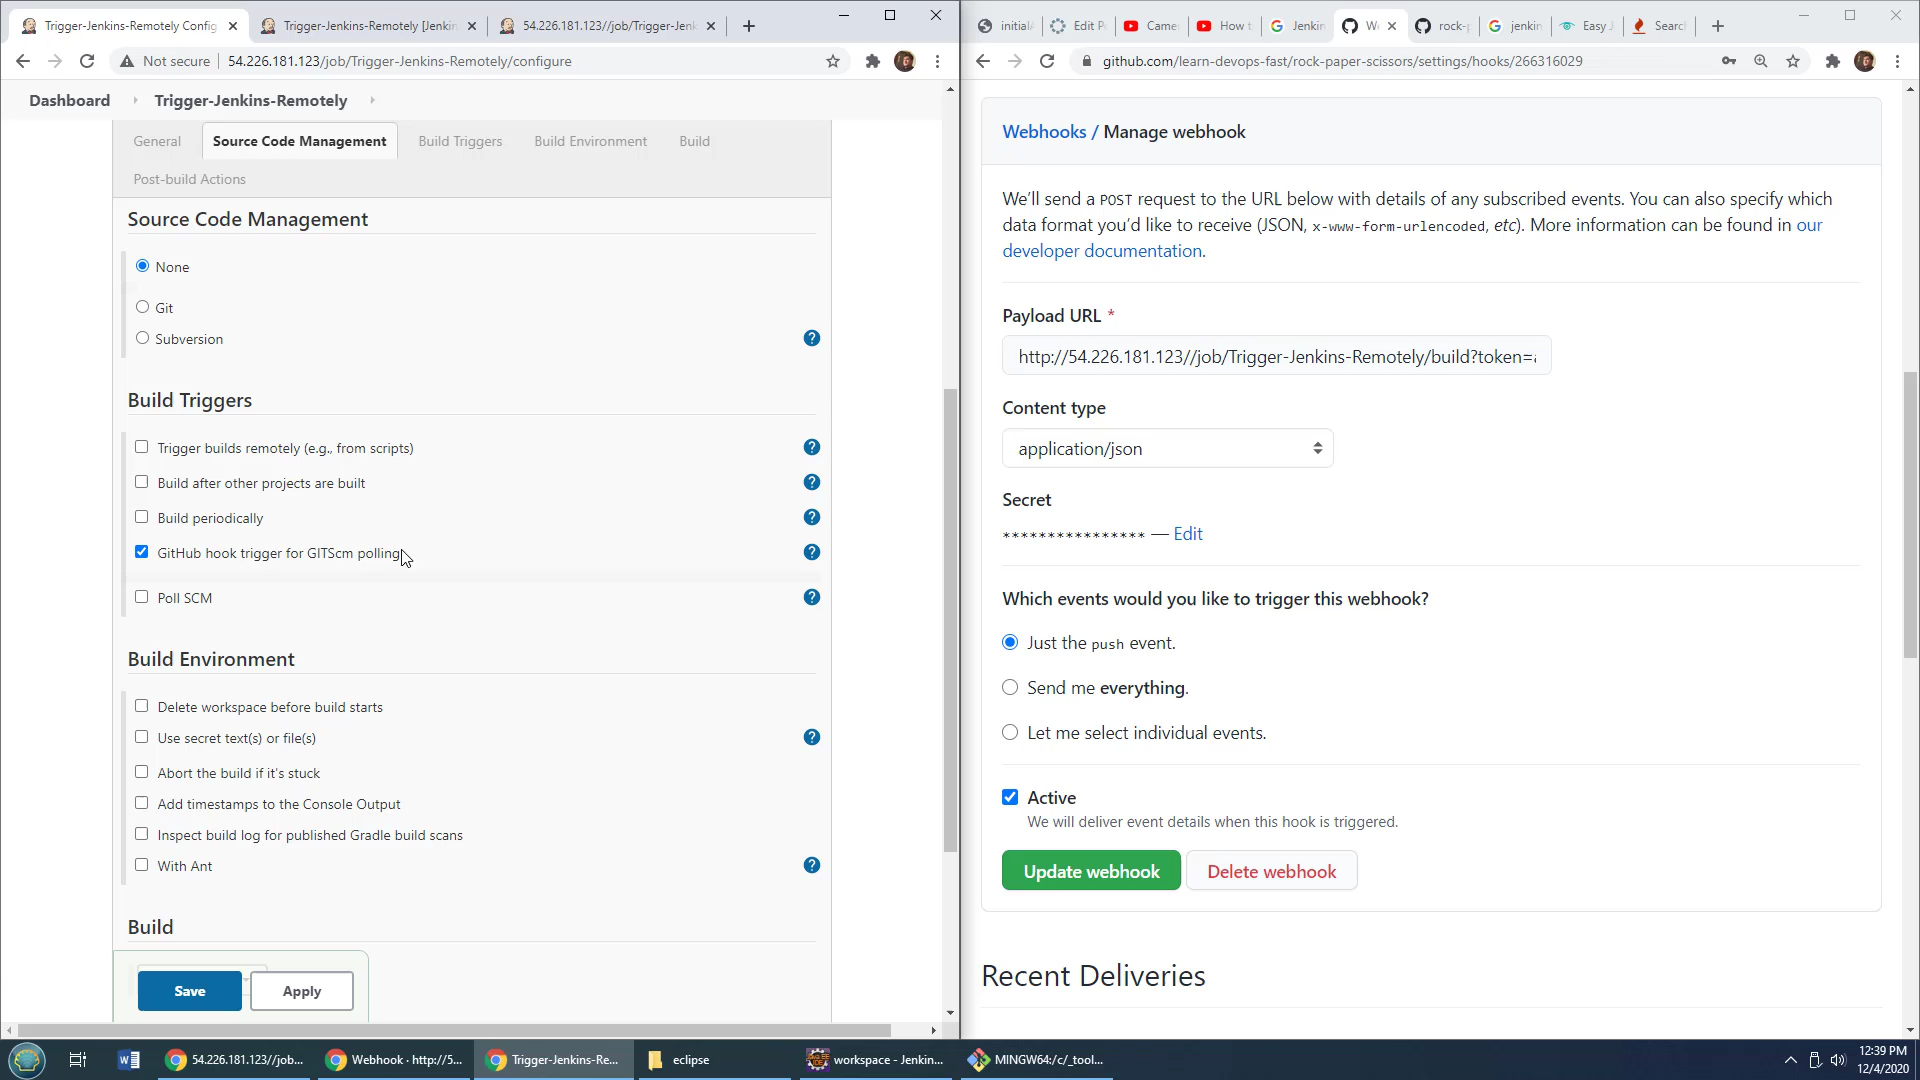 Trigger-Jenkins-Remotely Config
Trigger-Jenkins-Remotely [Jenkin
54.226.181.123//job/Trigger-Jenk
Not secure
54.226.181.123/job/Trigger-Jenkins-Remotely/configure
Dashboard
Trigger-Jenkins-Remotely
General
Source Code Management
Build Triggers
Build Environment
Build
Post-build Actions
Source Code Management
None
Git
Subversion
?
Build Triggers
Trigger builds remotely (e.g., from scripts)
?
Build after other projects are built
?
Build periodically
?
GitHub hook trigger for GITScm polling
?
Poll SCM
?
Build Environment
Delete workspace before build starts
Use secret text(s) or file(s)
?
Abort the build if it's stuck
Add timestamps to the Console Output
Inspect build log for published Gradle build scans
With Ant
?
Build
Save
Apply
initial
Edit P
Came
How t
Jenkin
W
rock-p
jenkin
Easy J
Searc
github.com/learn-devops-fast/rock-paper-scissors/settings/hooks/266316029
Webhooks / Manage webhook
We'll send a POST request to the URL below with details of any subscribed events. You can also specify which
data format you'd like to receive (JSON, x-www-form-urlencoded, etc). More information can be found in our
developer documentation.
Payload URL *
http://54.226.181.123//job/Trigger-Jenkins-Remotely/build?token=a
Content type
application/json
Secret
**************** — Edit
Which events would you like to trigger this webhook?
Just the push event.
Send me everything.
Let me select individual events.
Active
We will deliver event details when this hook is triggered.
Update webhook
Delete webhook
Recent Deliveries
54.226.181.123//job...
Webhook · http://5...
Trigger-Jenkins-Re...
eclipse
workspace - Jenkin...
MINGW64:/c/_tool...
12:39 PM
12/4/2020